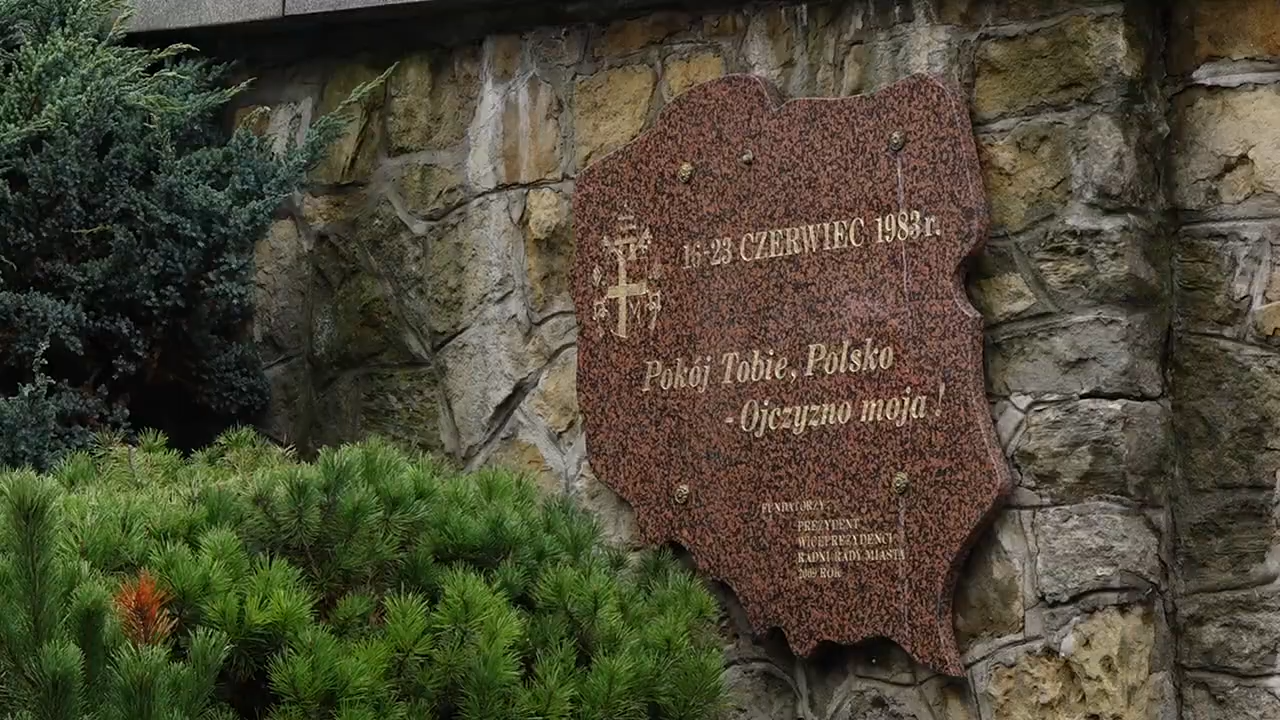 16-23 CZERWIEC 1983 r.
Pokój Tobie, Polsko
- Ojczyzno moja!
FUNDATORZY:
PREZYDENT
WICEPREZYDENCI
RADNI RADY MIASTA
2009 ROK